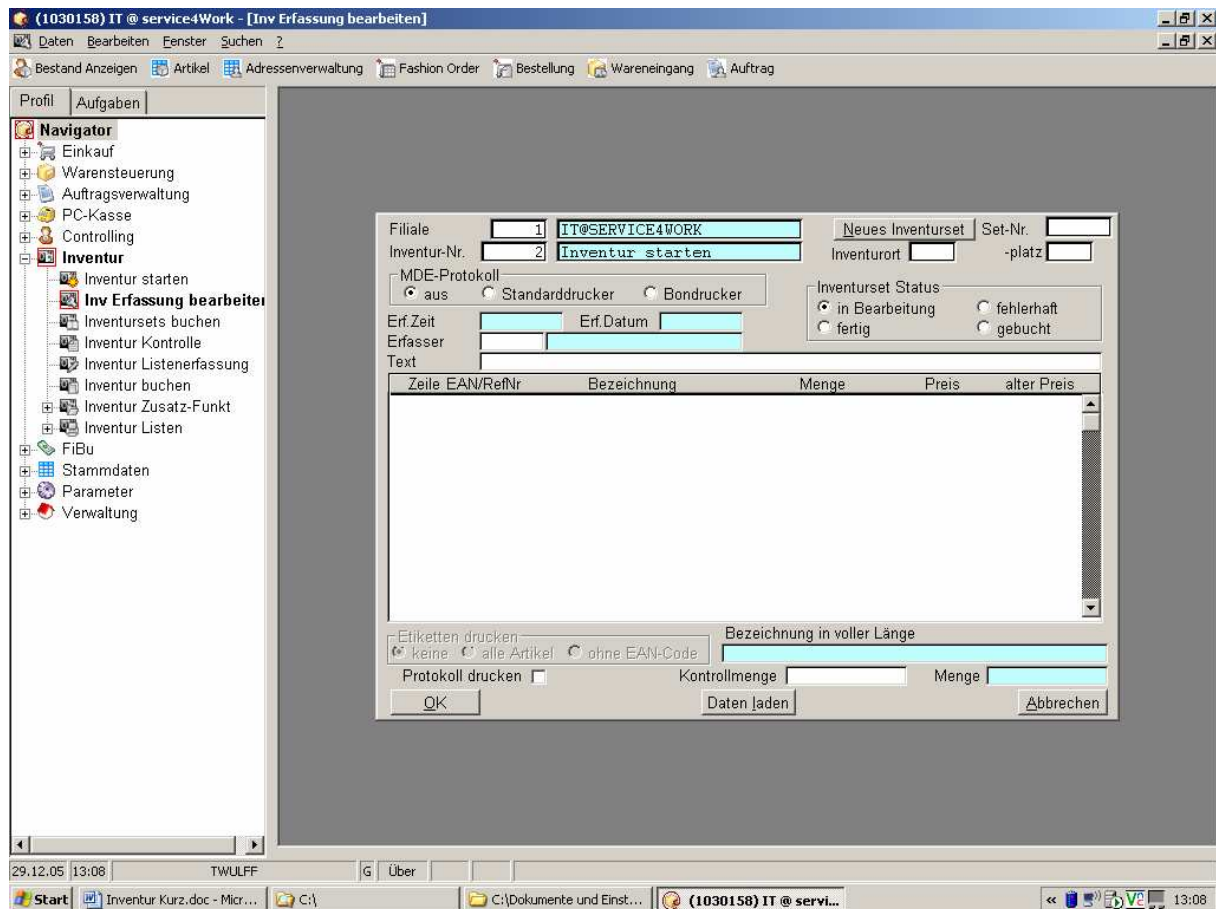 (1030158) IT @ service4Work - [Inv Erfassung bearbeiten]
Daten Bearbeiten Fenster Suchen ?
Bestand Anzeigen Artikel Adressenverwaltung Fashion Order Bestellung Wareneingang Auftrag
Profil Aufgaben
Navigator
Einkauf
Warensteuerung
Auftragsverwaltung
PC-Kasse
Controlling
Inventur
Inventur starten
Inv Erfassung bearbeiter
Inventursets buchen
Inventur Kontrolle
Inventur Listenerfassung
Inventur buchen
Inventur Zusatz-Funkt
Inventur Listen
FiBu
Stammdaten
Parameter
Verwaltung
Filiale 1 IT@SERVICE4WORK Neues Inventurset Set-Nr.
Inventur-Nr. 2 Inventur starten Inventurort -platz
MDE-Protokoll
aus Standarddrucker Bondrucker
Inventurset Status
in Bearbeitung fehlerhaft
fertig gebucht
Erf.Zeit Erf.Datum
Erfasser
Text
Zeile EAN/RefNr Bezeichnung Menge Preis alter Preis
Etiketten drucken
keine alle Artikel ohne EAN-Code
Bezeichnung in voller Länge
Protokoll drucken Kontrollmenge Menge
OK Daten laden Abbrechen
29.12.05 13:08 TWULFF G Über
Start Inventur Kurz.doc - Micr... C:\ C:\Dokumente und Einst... (1030158) IT @ servi... « 13:08